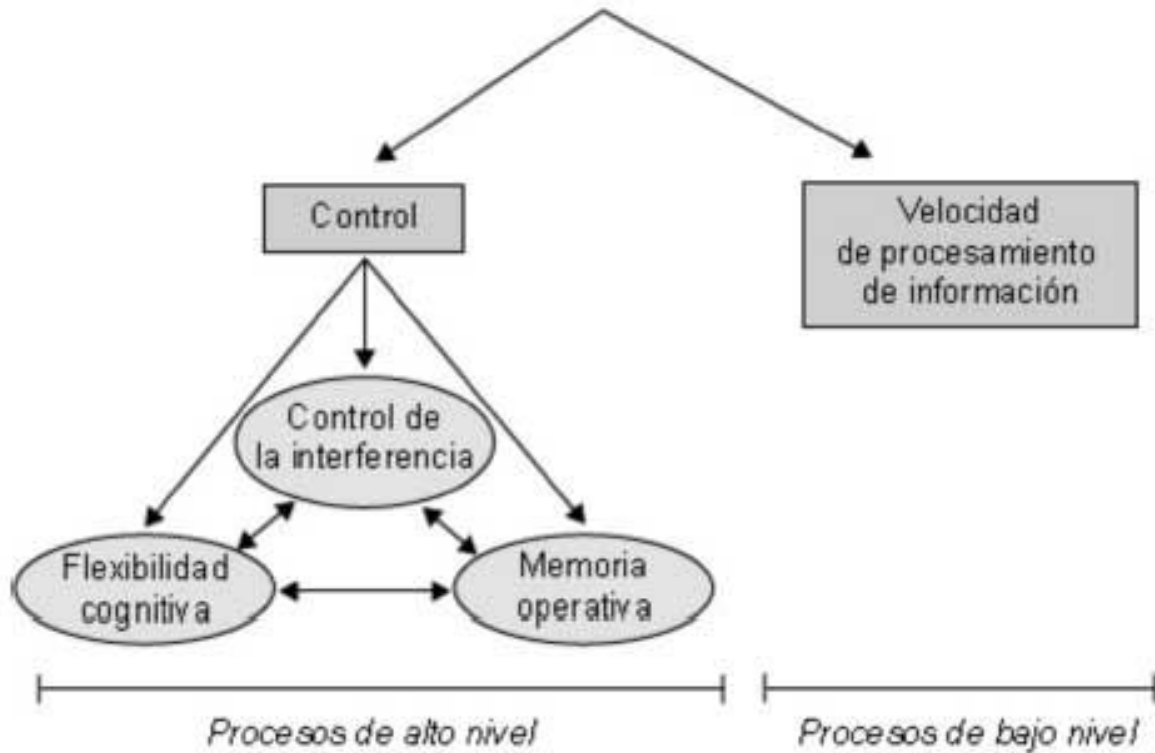 Control
Velocidad
de procesamiento
de información
Control de
la interferencia
Flexibilidad
cognitiva
Memoria
operativa
Procesos de alto nivel
Procesos de bajo nivel